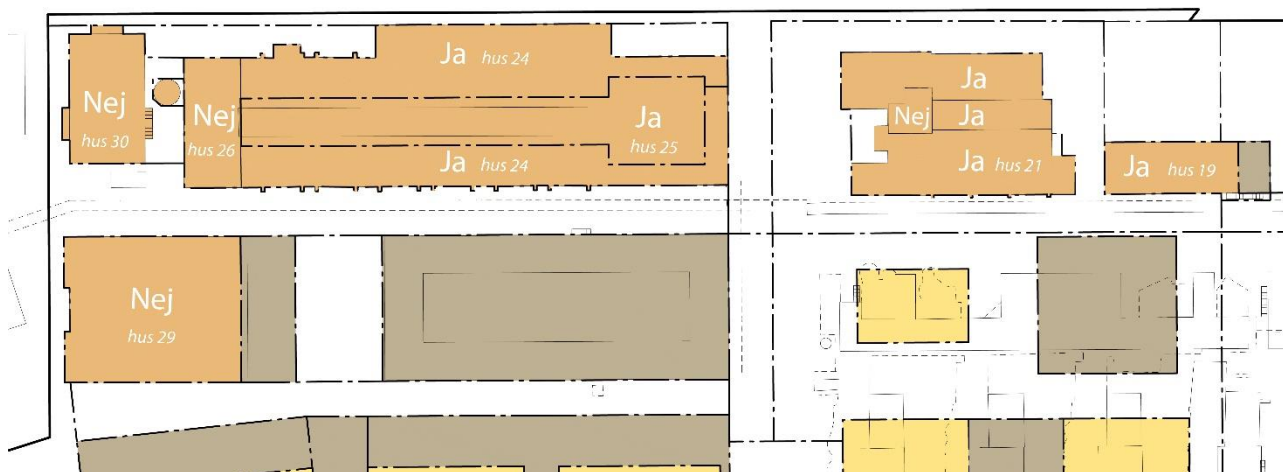 Nej
hus 30
Nej
hus 26
Ja hus 24
Ja
hus 25
Ja hus 24
Ja
Nej Ja
Ja hus 21
Ja hus 19
Nej
hus 29